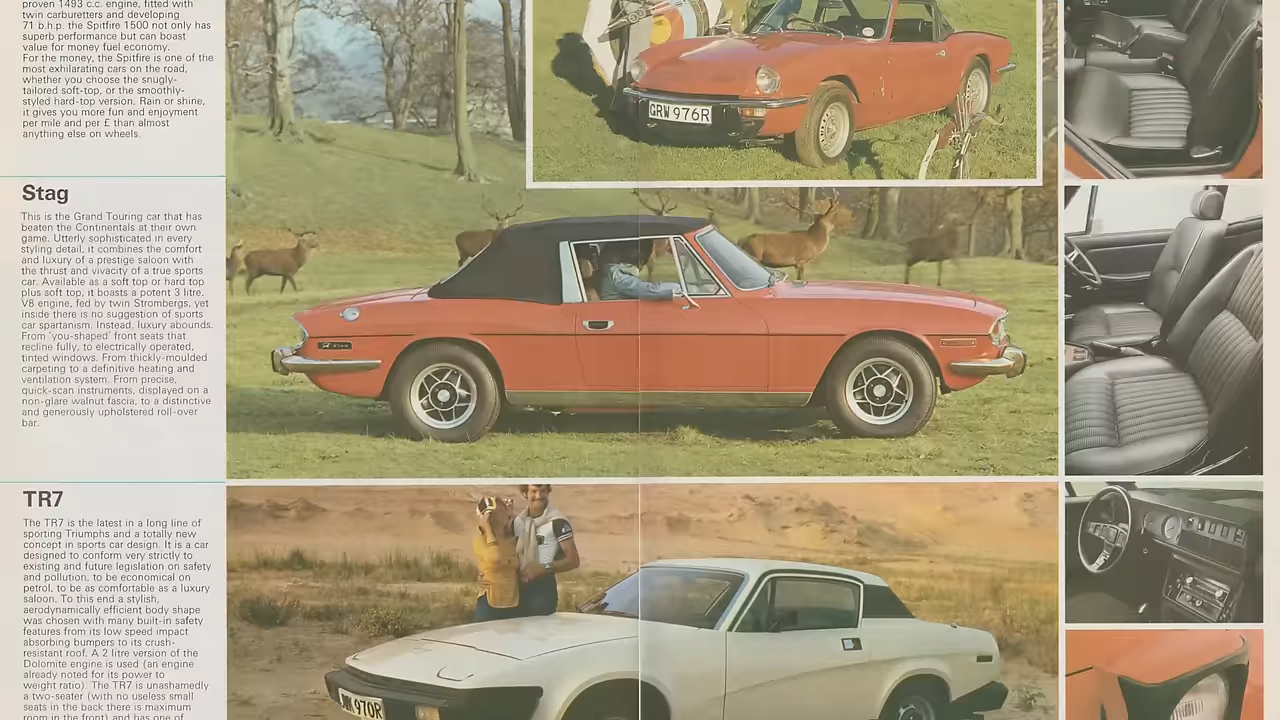 proven 1493 c.c. engine, fitted with
twin carburetters and developing
71 b.h.p. the Spitfire 1500 not only has
superb performance but can boast
value for money fuel economy.
For the money, the Spitfire is one of the
most exhilarating cars on the road,
whether you choose the snugly-
tailored soft-top, or the smoothly-
styled hard-top version. Rain or shine,
it gives you more fun and enjoyment
per mile and per £ than almost
anything else on wheels.
GRW 976R
Stag
This is the Grand Touring car that has
beaten the Continentals at their own
game. Utterly sophisticated in every
styling detail, it combines the comfort
and luxury of a prestige saloon with
the thrust and vivacity of a true sports
car. Available as a soft top or hard top
plus soft top, it boasts a potent 3 litre,
V8 engine, fed by twin Strombergs, yet
inside there is no suggestion of sports
car spartanism. Instead, luxury abounds.
From 'you-shaped' front seats that
recline fully, to electrically operated,
tinted windows. From thickly-moulded
carpeting to a definitive heating and
ventilation system. From precise,
quick-scan instruments, displayed on a
non-glare walnut fascia, to a distinctive
and generously upholstered roll-over
bar.
TR7
The TR7 is the latest in a long line of
sporting Triumphs and a totally new
concept in sports car design. It is a car
designed to conform very strictly to
existing and future legislation on safety
and pollution, to be economical on
petrol, to be as comfortable as a luxury
saloon. To this end a stylish,
aerodynamically efficient body shape
was chosen with many built-in safety
features from its low speed impact
absorbing bumpers to its crush-
resistant roof. A 2 litre version of the
Dolomite engine is used (an engine
already noted for its power to
weight ratio). The TR7 is unashamedly
a two-seater (with no useless small
seats in the back there is maximum
room in the front) and has one of
970R